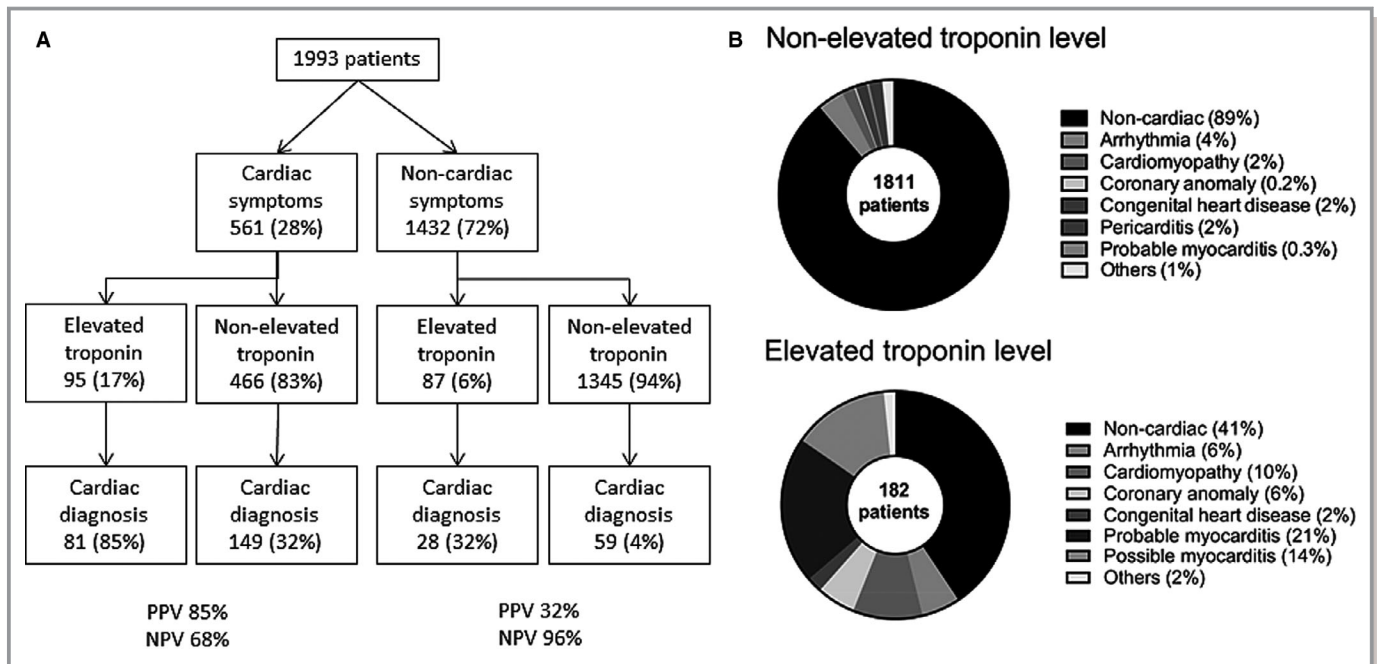 A
1993 patients
Cardiac
symptoms
561 (28%)
Non-cardiac
symptoms
1432 (72%)
Elevated
troponin
95 (17%)
Non-elevated
troponin
466 (83%)
Elevated
troponin
87 (6%)
Non-elevated
troponin
1345 (94%)
Cardiac
diagnosis
81 (85%)
Cardiac
diagnosis
149 (32%)
Cardiac
diagnosis
28 (32%)
Cardiac
diagnosis
59 (4%)
PPV 85%
NPV 68%
PPV 32%
NPV 96%
B
Non-elevated troponin level
1811
patients
Non-cardiac (89%)
Arrhythmia (4%)
Cardiomyopathy (2%)
Coronary anomaly (0.2%)
Congenital heart disease (2%)
Pericarditis (2%)
Probable myocarditis (0.3%)
Others (1%)
Elevated troponin level
182
patients
Non-cardiac (41%)
Arrhythmia (6%)
Cardiomyopathy (10%)
Coronary anomaly (6%)
Congenital heart disease (2%)
Probable myocarditis (21%)
Possible myocarditis (14%)
Others (2%)